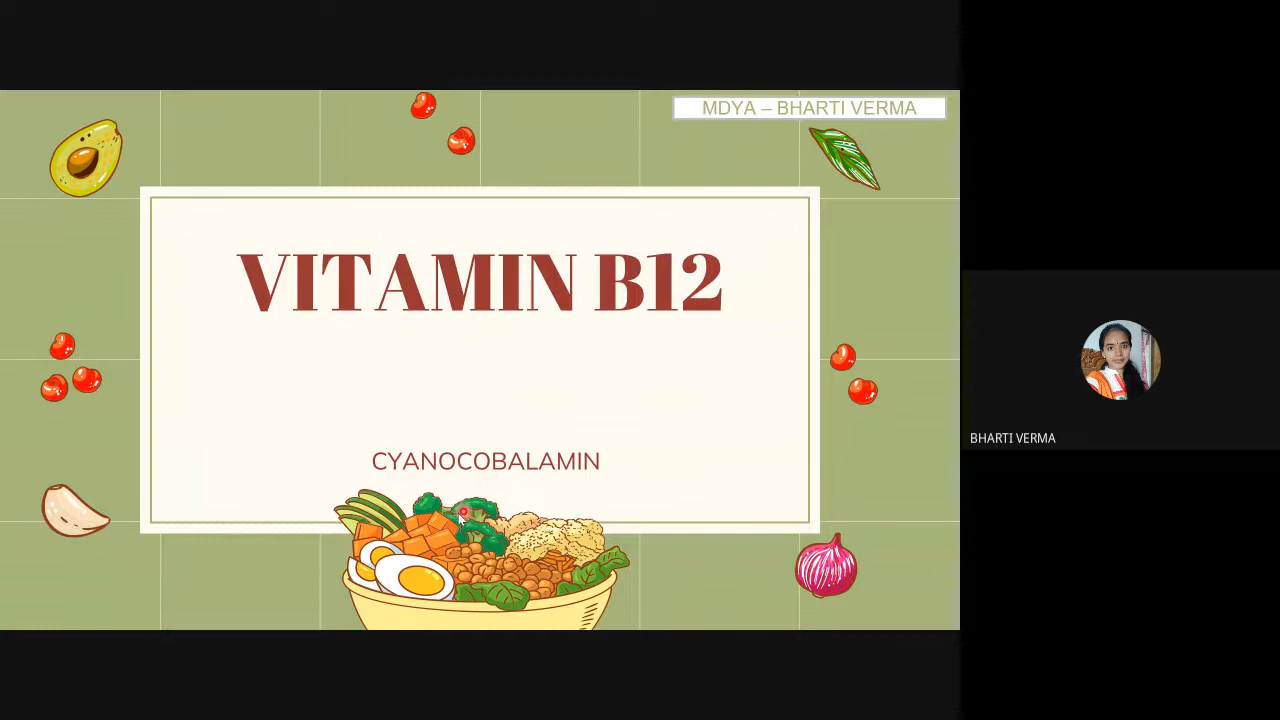 MDYA – BHARTI VERMA
VITAMIN B12
CYANOCOBALAMIN
BHARTI VERMA